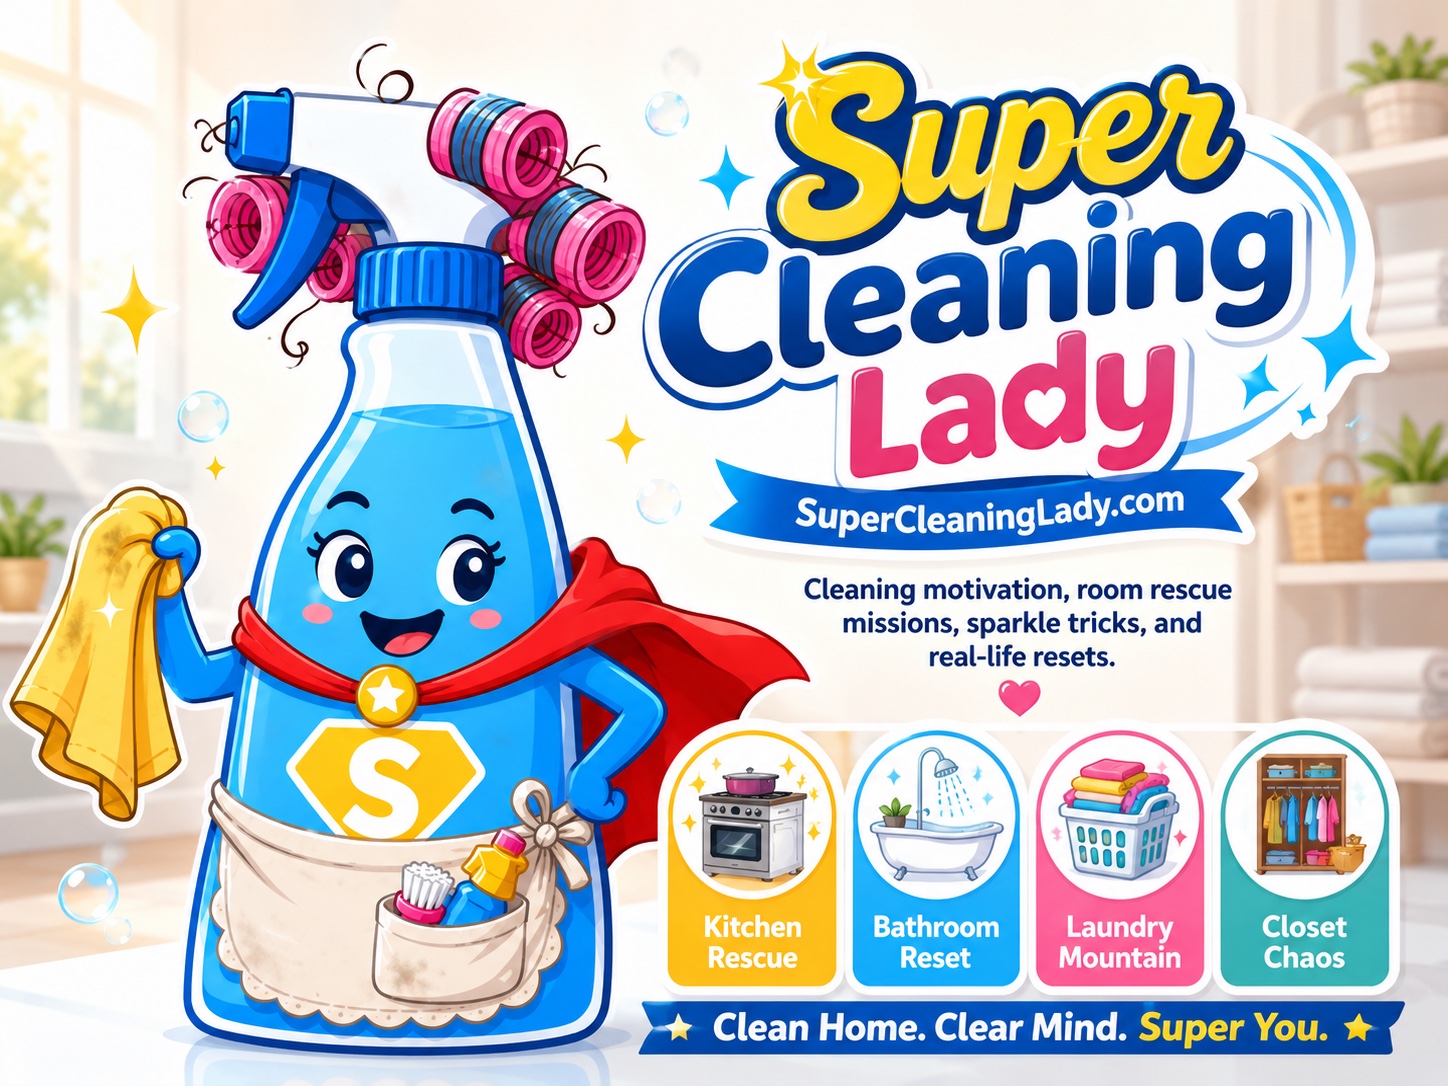 Super
Cleaning
Lady
SuperCleaningLady.com
Cleaning motivation, room rescue
missions, sparkle tricks, and
real-life resets.
S
Kitchen
Rescue
Bathroom
Reset
Laundry
Mountain
Closet
Chaos
Clean Home. Clear Mind. Super You.